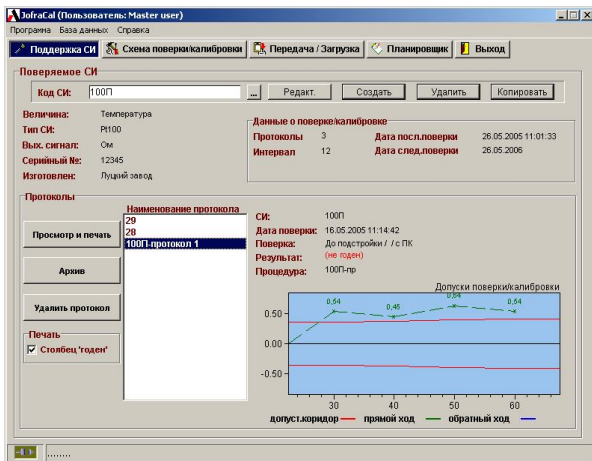 JofraCal (Пользователь: Master user)
Програма База данных Справка
Поддержка СИ Схема поверки/калибровки Передача / Загрузка Планировщик Выход
Поверяемое СИ
Код СИ: 100П ... Редакт. Создать Удалить Копировать
Величина: Температура
Тип СИ: Pt100
Вых. сигнал: Ом
Серийный №: 12345
Изготовлен: Луцкий завод
Данные о поверке/калибровке
Протоколы 3 Дата посл.поверки 26.05.2005 11:01:33
Интервал 12 Дата след.поверки 26.05.2006
Протоколы
Просмотр и печать
Архив
Удалить протокол
Печать
Столбец 'годен'
Наименование протокола
29
28
100П-протокол 1
СИ: 100П
Дата поверки: 16.05.2005 11:14:42
Поверка: До подстройки / / с ПК
Результат: (не годен)
Процедура: 100П-пр
Допуски поверки/калибровки
0,54 0,45 0,64 0,54
0.50
0.00
-0.50
30 40 50 60
допуст.коридор прямой ход обратный ход
........